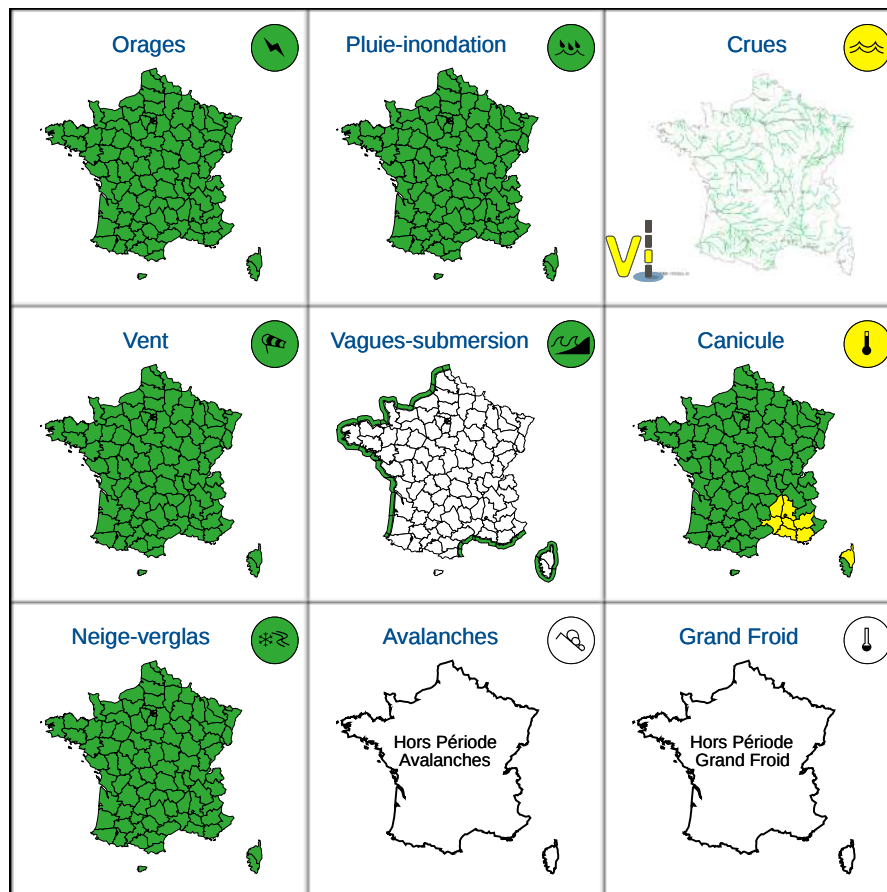 Orages
Pluie-inondation
Crues
Vi
Vent
Vagues-submersion
Canicule
Neige-verglas
Avalanches
Grand Froid
Hors Période
Avalanches
Hors Période
Grand Froid